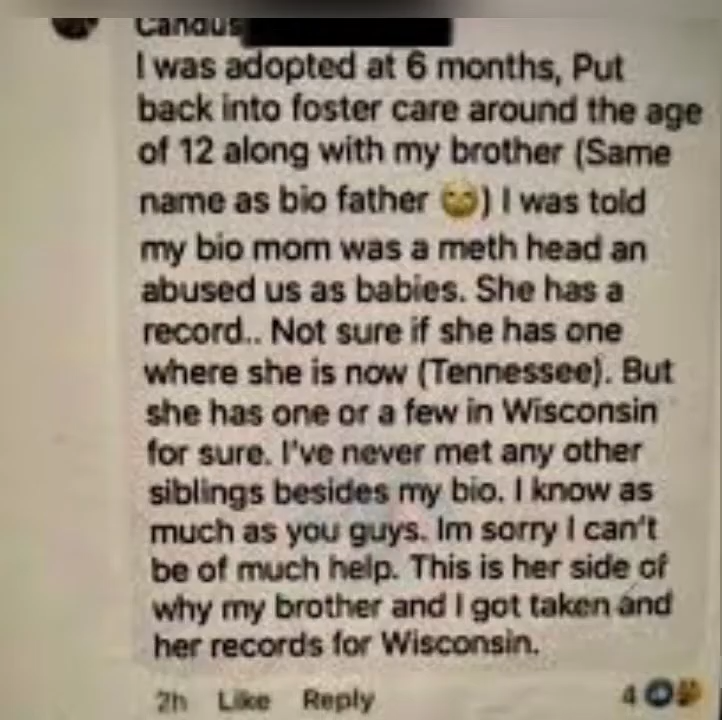 Candus
I was adopted at 6 months, Put
back into foster care around the age
of 12 along with my brother (Same
name as bio father 😅) I was told
my bio mom was a meth head an
abused us as babies. She has a
record.. Not sure if she has one
where she is now (Tennessee). But
she has one or a few in Wisconsin
for sure. I've never met any other
siblings besides my bio. I know as
much as you guys. Im sorry I can't
be of much help. This is her side of
why my brother and I got taken and
her records for Wisconsin.
2h Like Reply 4